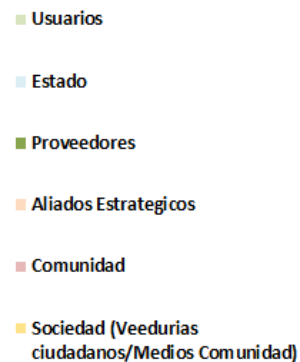 Usuarios
Estado
Proveedores
Aliados Estrategicos
Comunidad
Sociedad (Veedurias
ciudadanos/Medios Comunidad)